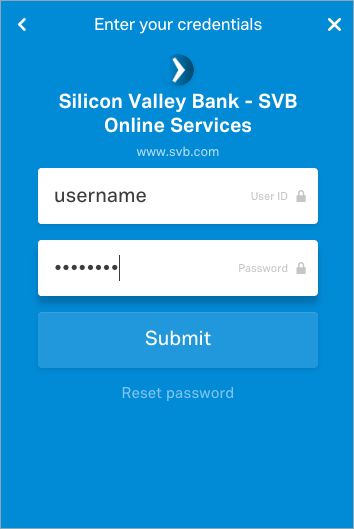 Enter your credentials
Silicon Valley Bank - SVB
Online Services
www.svb.com
username User ID
•••••••• Password
Submit
Reset password